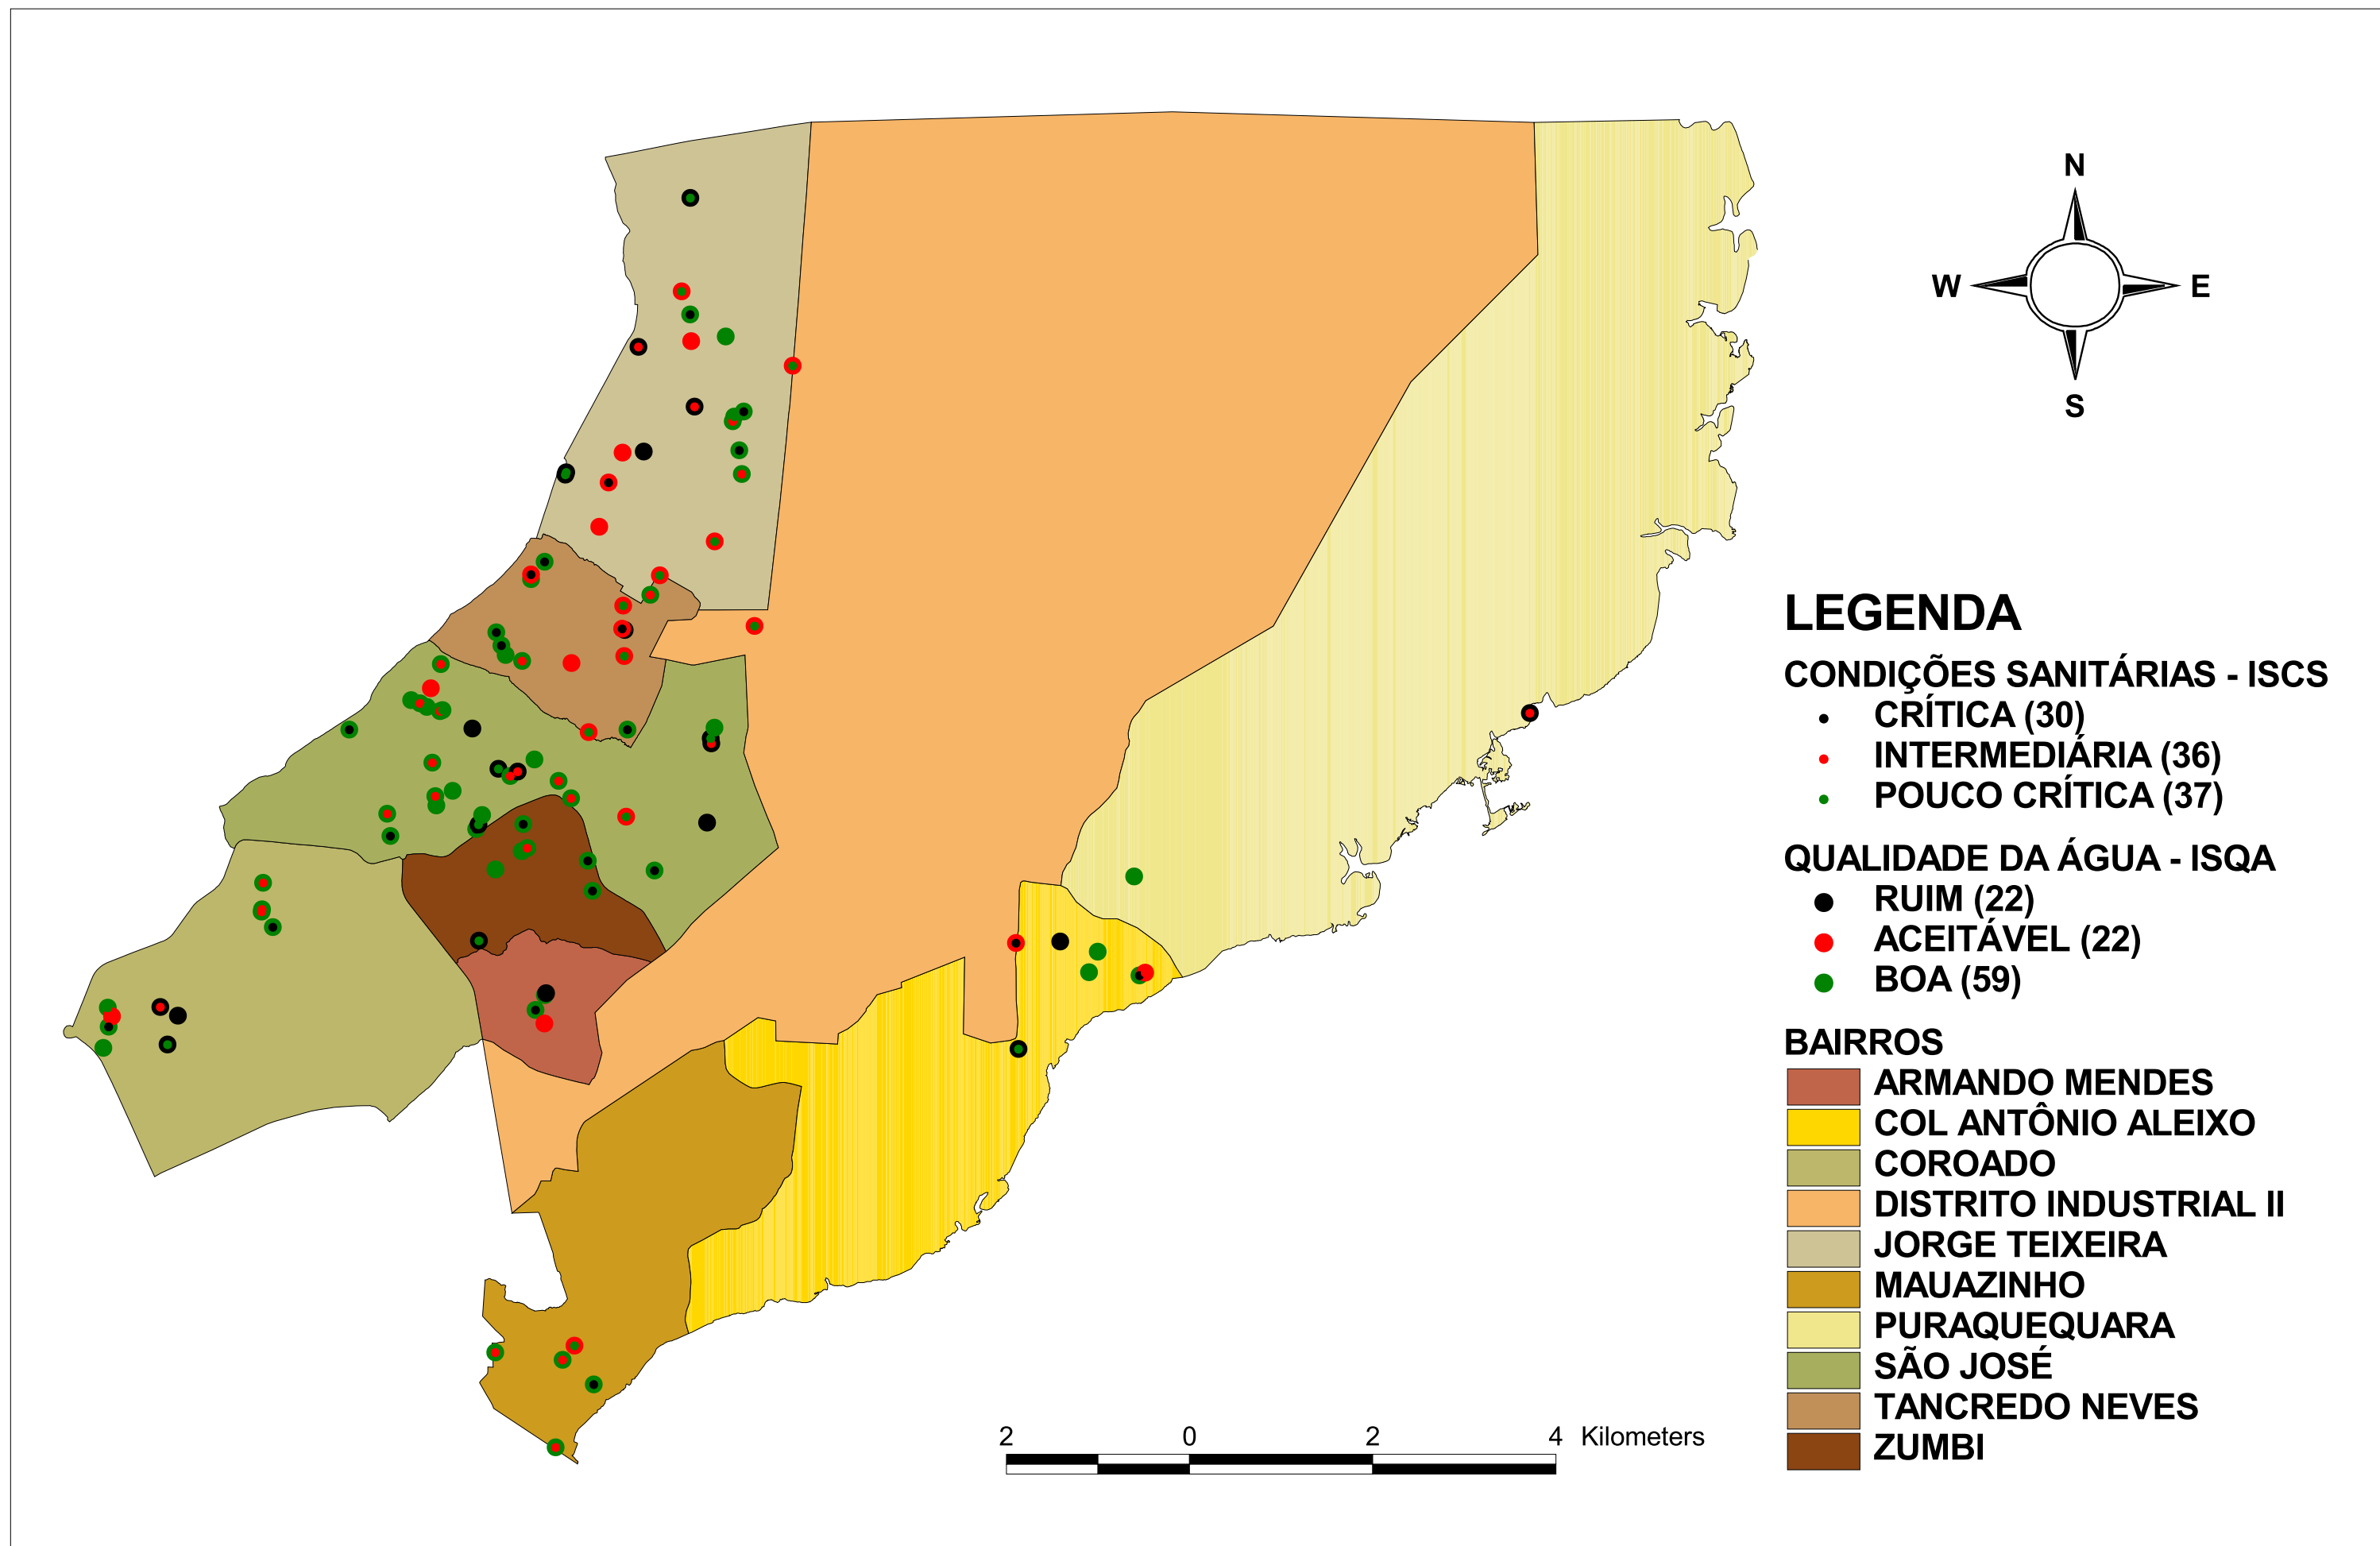 N
W E
S
LEGENDA
CONDIÇÕES SANITÁRIAS - ISCS
CRÍTICA (30)
INTERMEDIÁRIA (36)
POUCO CRÍTICA (37)
QUALIDADE DA ÁGUA - ISQA
RUIM (22)
ACEITÁVEL (22)
BOA (59)
BAIRROS
ARMANDO MENDES
COL ANTÔNIO ALEIXO
COROADO
DISTRITO INDUSTRIAL II
JORGE TEIXEIRA
MAUAZINHO
PURAQUEQUARA
SÃO JOSÉ
TANCREDO NEVES
ZUMBI
2 0 2 4 Kilometers